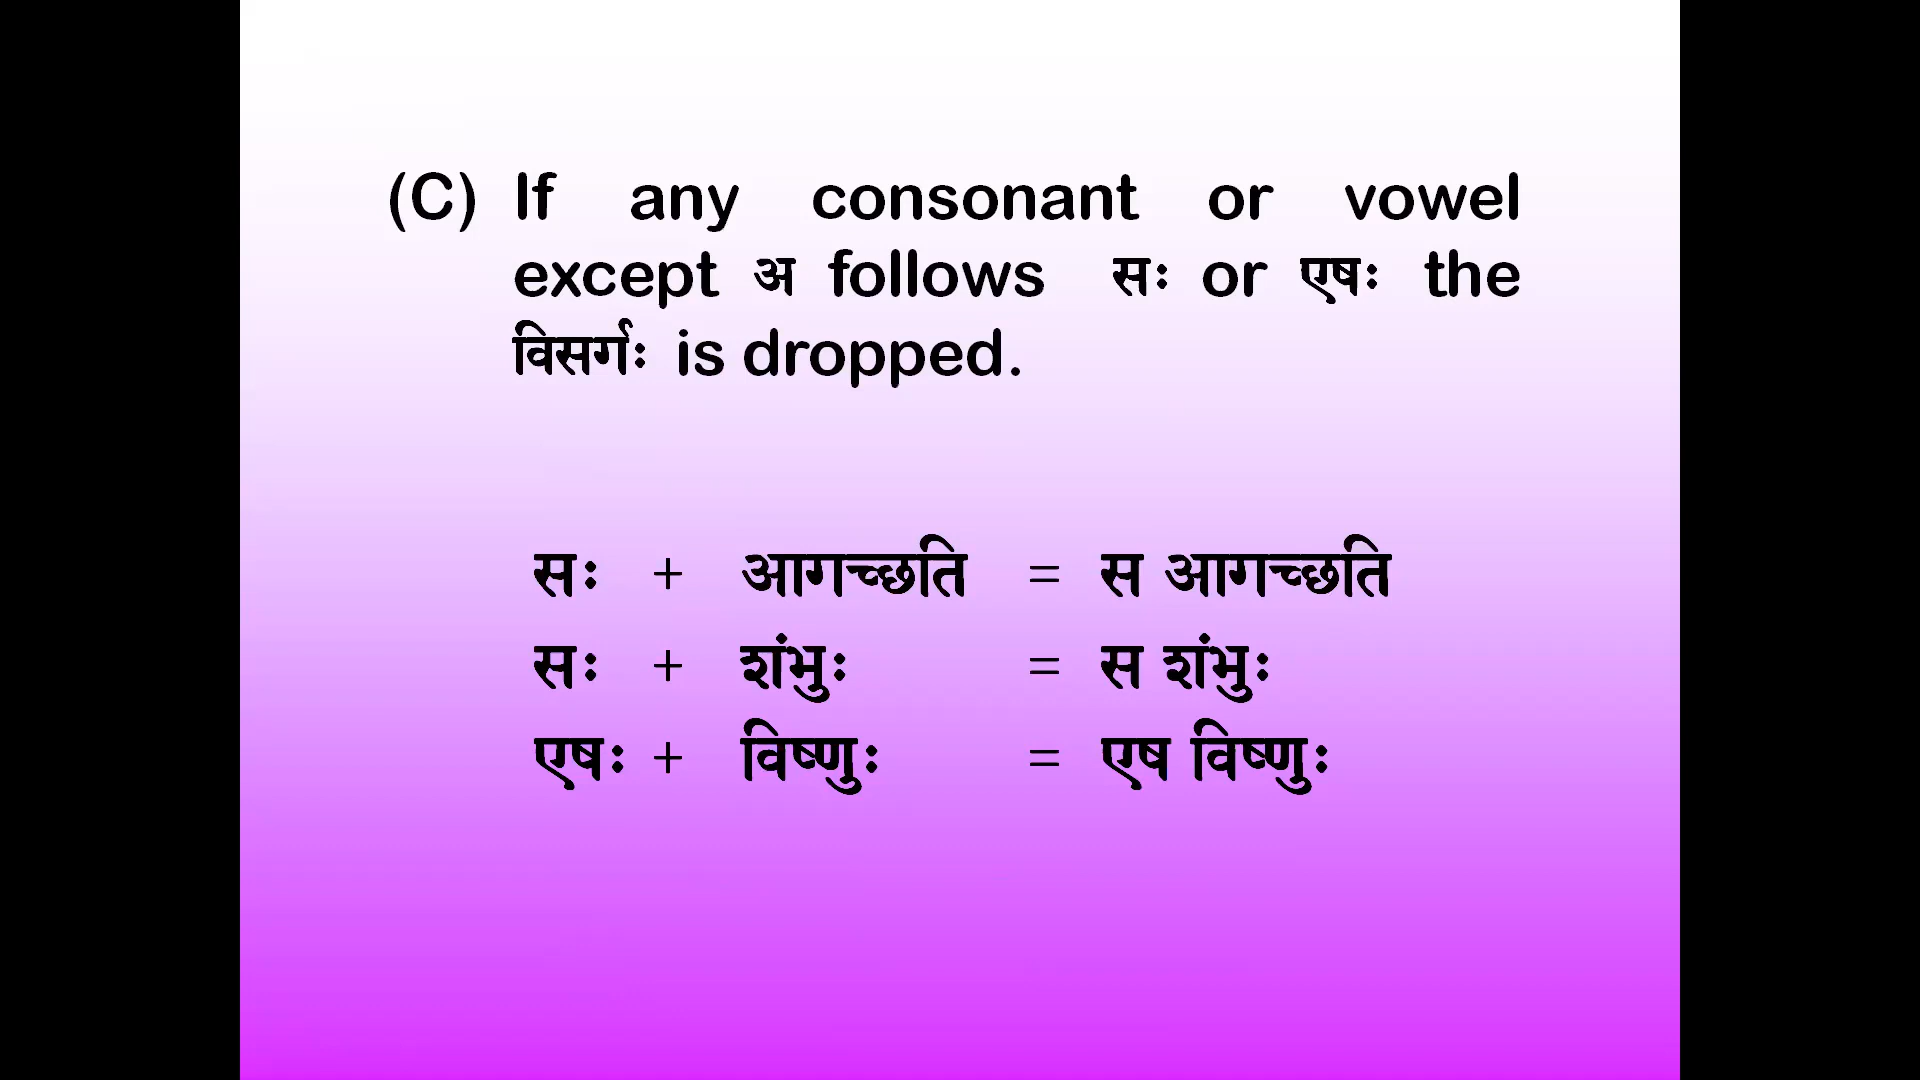 (C) If any consonant or vowel
except अ follows सः or एषः the
विसर्गः is dropped.
सः + आगच्छति = स आगच्छति
सः + शंभुः = स शंभुः
एषः + विष्णुः = एष विष्णुः